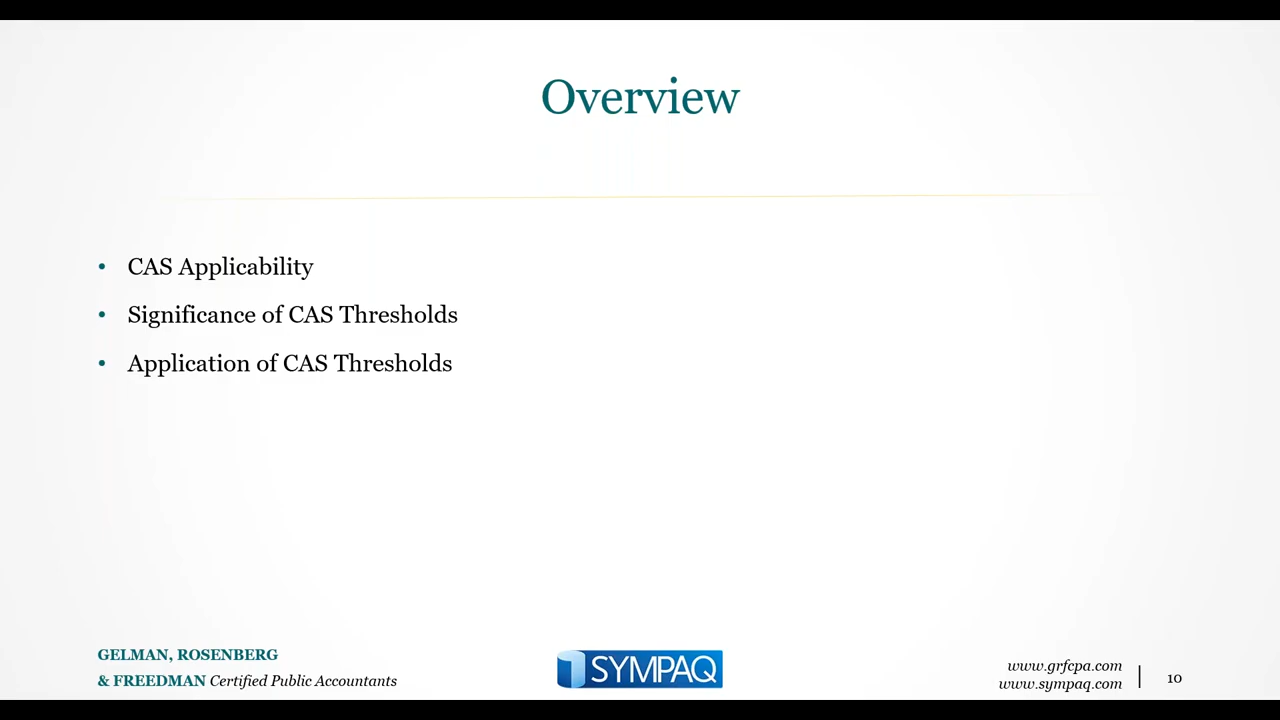 Overview
• CAS Applicability
• Significance of CAS Thresholds
• Application of CAS Thresholds
GELMAN, ROSENBERG
& FREEDMAN Certified Public Accountants
SYMPAQ
www.grfcpa.com
www.sympaq.com
10